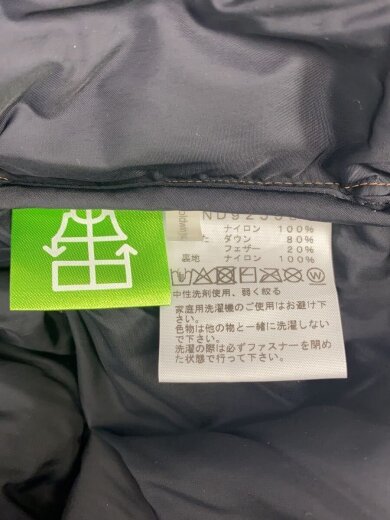 ナイロン 100%
た ダウン 80%
フェザー 20%
裏地 ナイロン 100%
中性洗剤使用、弱く絞る
家庭用洗濯機のご使用はお避け下
さい。
色物は他の物と一緒に洗濯しない
で下さい。
洗濯の際は必ずファスナーを閉め
た状態で行って下さい。